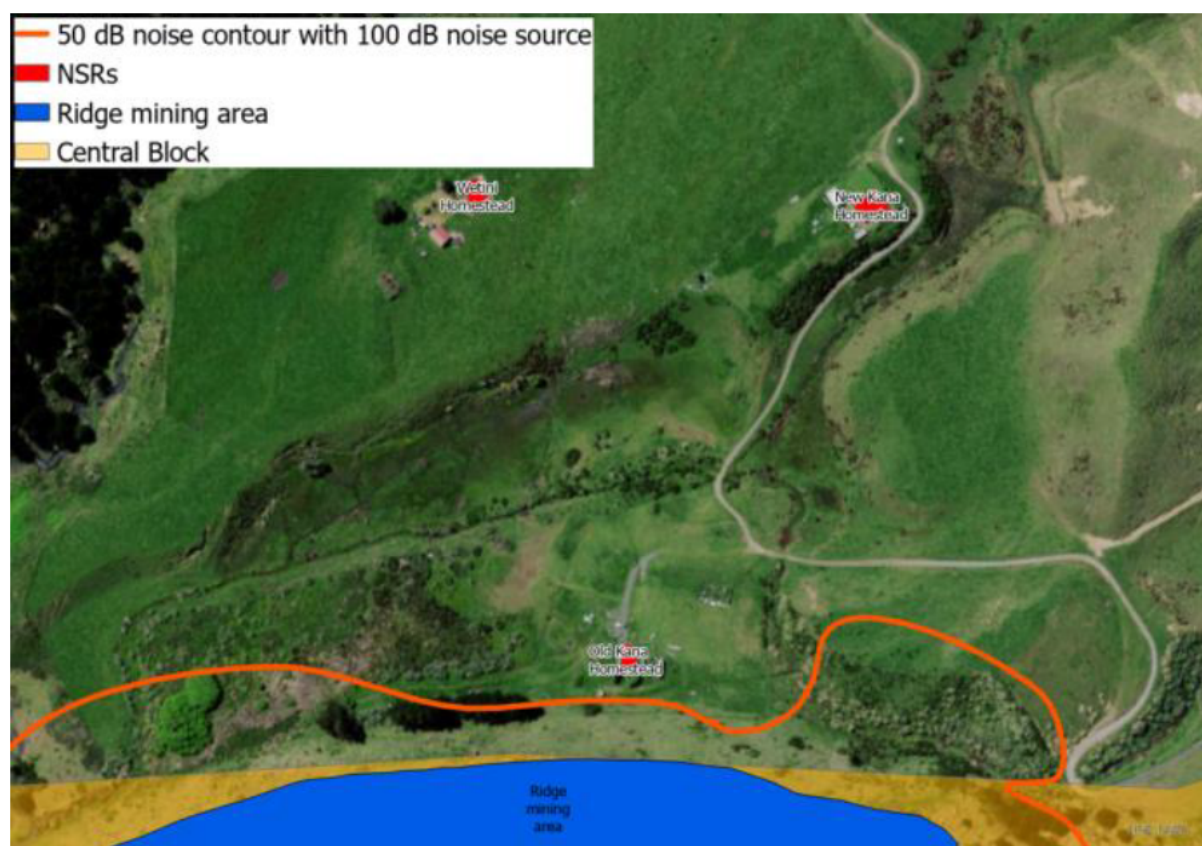 50 dB noise contour with 100 dB noise source
NSRs
Ridge mining area
Central Block
Wetini
Homestead
New Kana
Homestead
Old Kana
Homestead
Ridge
mining
area